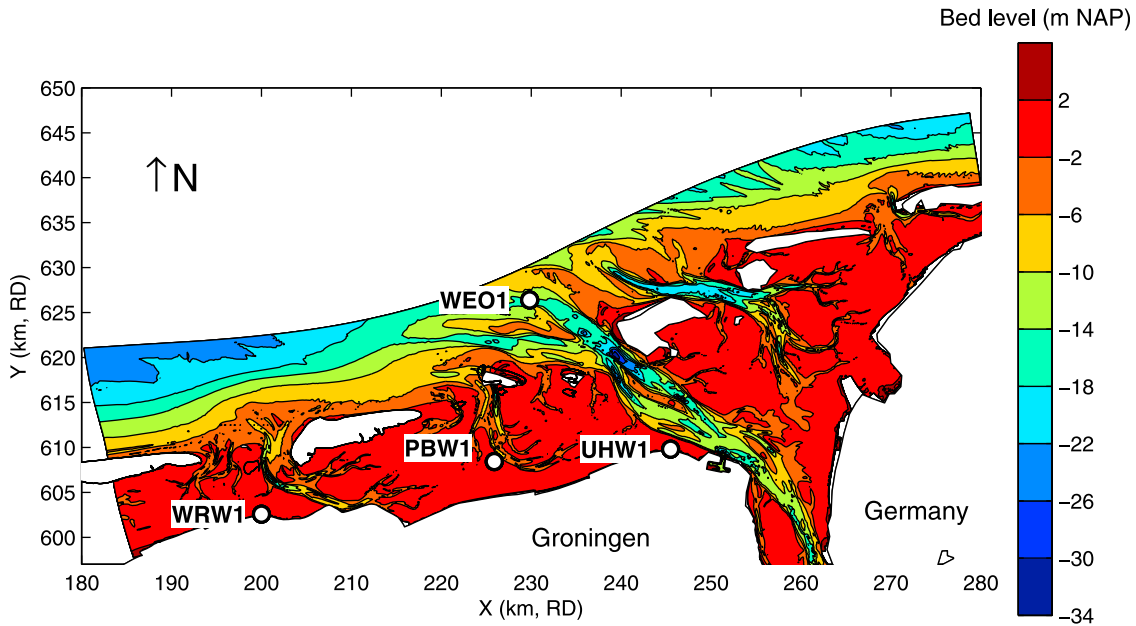 Bed level (m NAP)
650
645
640
635
630
625
620
615
610
605
600
Y (km, RD)
↑N
WEO1
PBW1
UHW1
WRW1
Groningen
Germany
180 190 200 210 220 230 240 250 260 270 280
X (km, RD)
2
-2
-6
-10
-14
-18
-22
-26
-30
-34